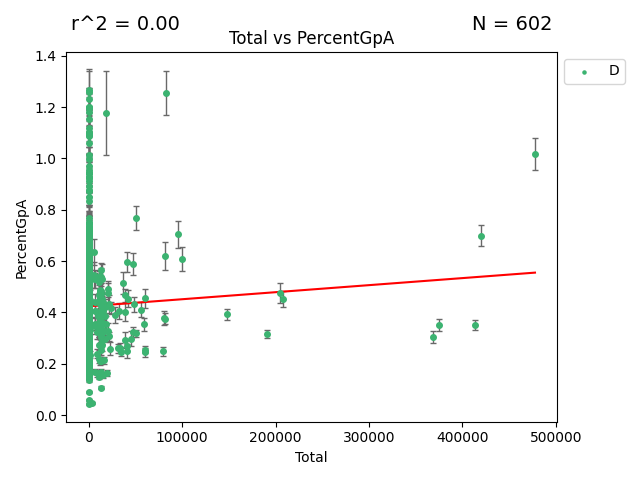 r^2 = 0.00
N = 602
Total vs PercentGpA
D
1.4
1.2
1.0
0.8
0.6
0.4
0.2
0.0
PercentGpA
0
100000
200000
300000
400000
500000
Total